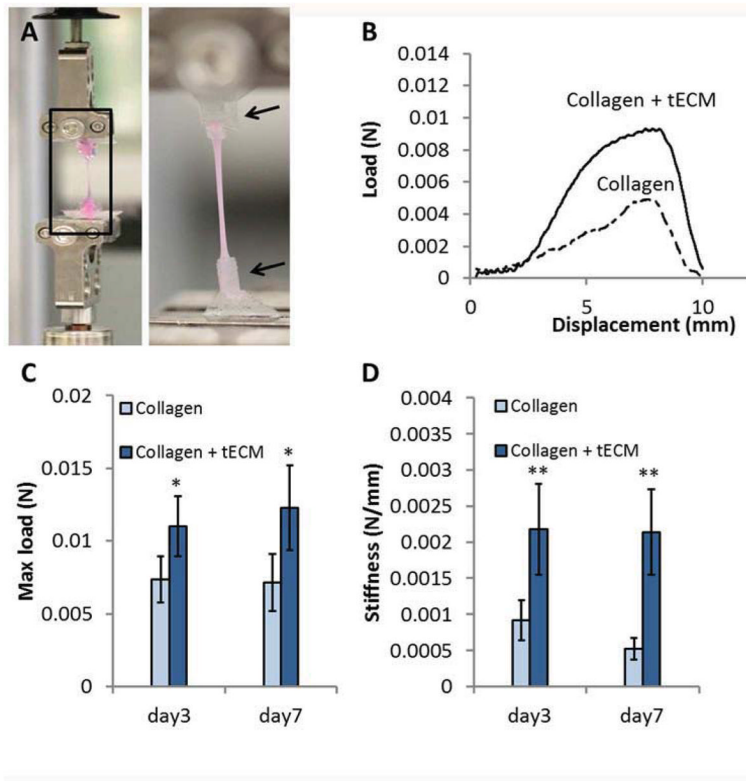 A
B
0.014
0.012
0.01
0.008
0.006
0.004
0.002
0
Load (N)
Collagen + tECM
Collagen
0
5
10
Displacement (mm)
C
0.02
0.015
0.01
0.005
0
Max load (N)
Collagen
Collagen + tECM
*
*
day3
day7
D
0.004
0.0035
0.003
0.0025
0.002
0.0015
0.001
0.0005
0
Stiffness (N/mm)
Collagen
Collagen + tECM
**
**
day3
day7